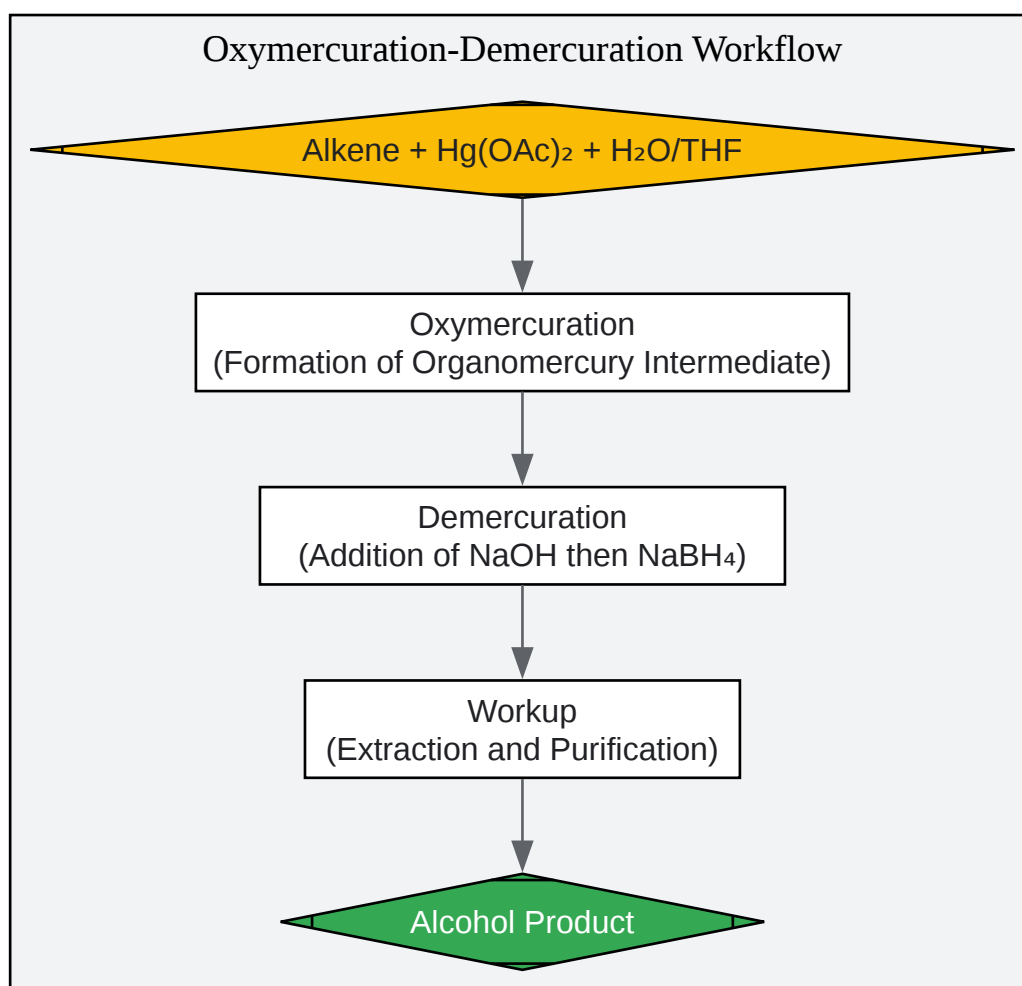 Oxymercuration-Demercuration Workflow
Alkene + Hg(OAc)₂ + H₂O/THF
Oxymercuration
(Formation of Organomercury Intermediate)
Demercuration
(Addition of NaOH then NaBH₄)
Workup
(Extraction and Purification)
Alcohol Product